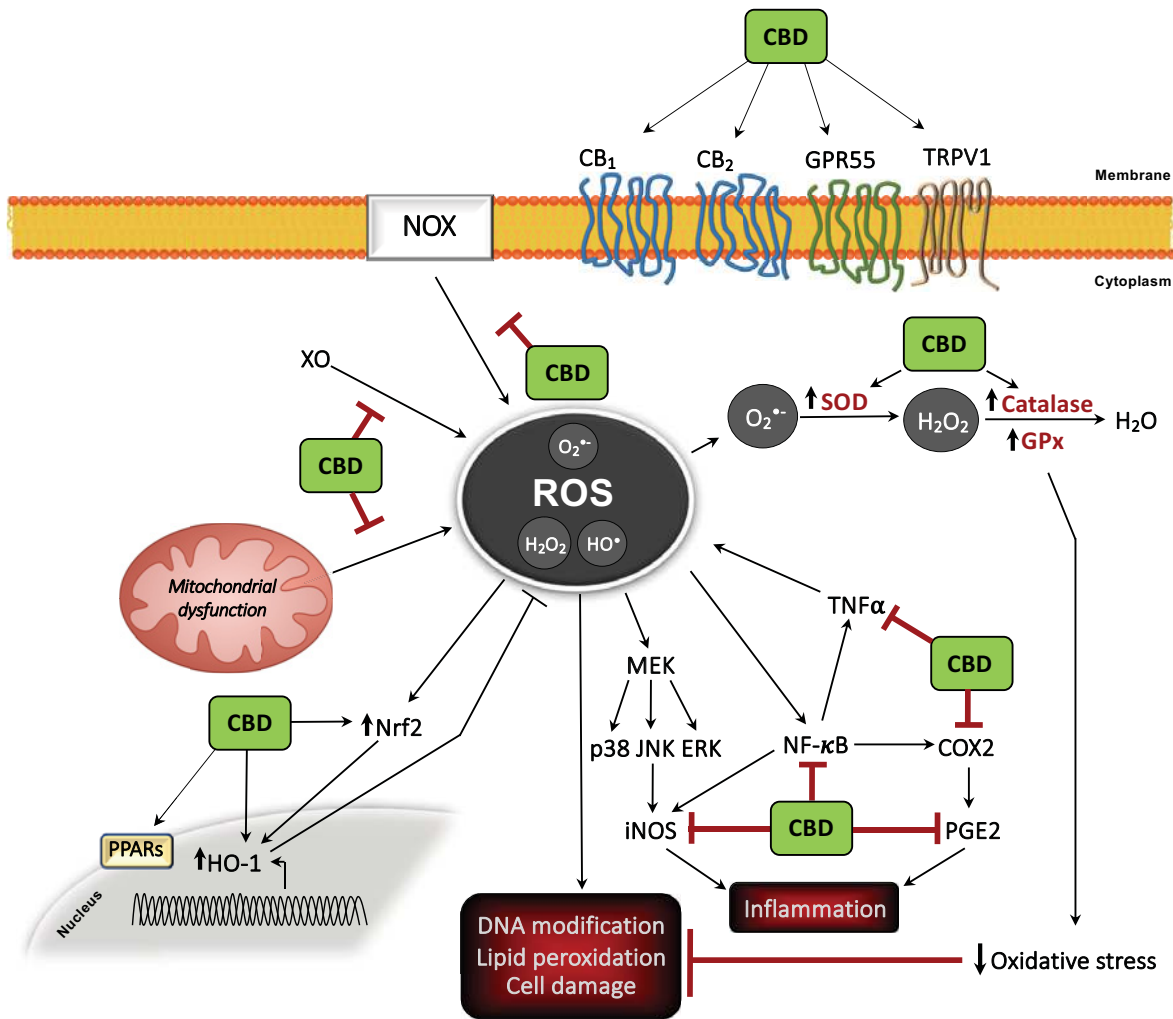 CBD
CB₁
CB₂
GPR55
TRPV1
Membrane
NOX
Cytoplasm
XO
CBD
CBD
O₂•-
↑SOD
H₂O₂
↑Catalase
↑GPx
H₂O
CBD
O₂•-
ROS
H₂O₂
HO•
Mitochondrial
dysfunction
TNFα
CBD
MEK
CBD
↑Nrf2
p38 JNK ERK
NF-κB
COX2
iNOS
CBD
PGE2
PPARs
↑HO-1
Nucleus
Inflammation
DNA modification
Lipid peroxidation
Cell damage
↓Oxidative stress